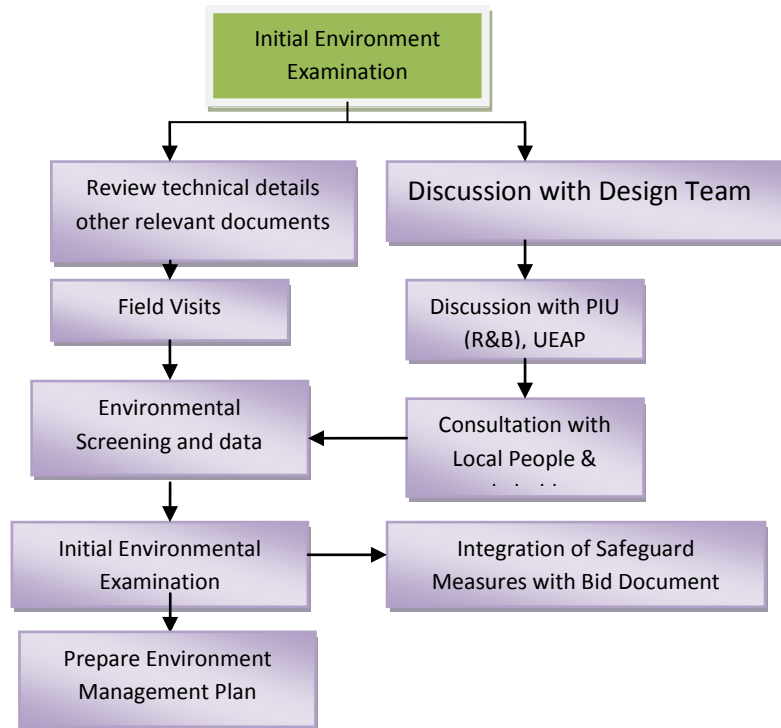 Initial Environment
Examination
Review technical details
other relevant documents
Discussion with Design Team
Field Visits
Discussion with PIU
(R&B), UEAP
Environmental
Screening and data
Consultation with
Local People &
Initial Environmental
Examination
Integration of Safeguard
Measures with Bid Document
Prepare Environment
Management Plan